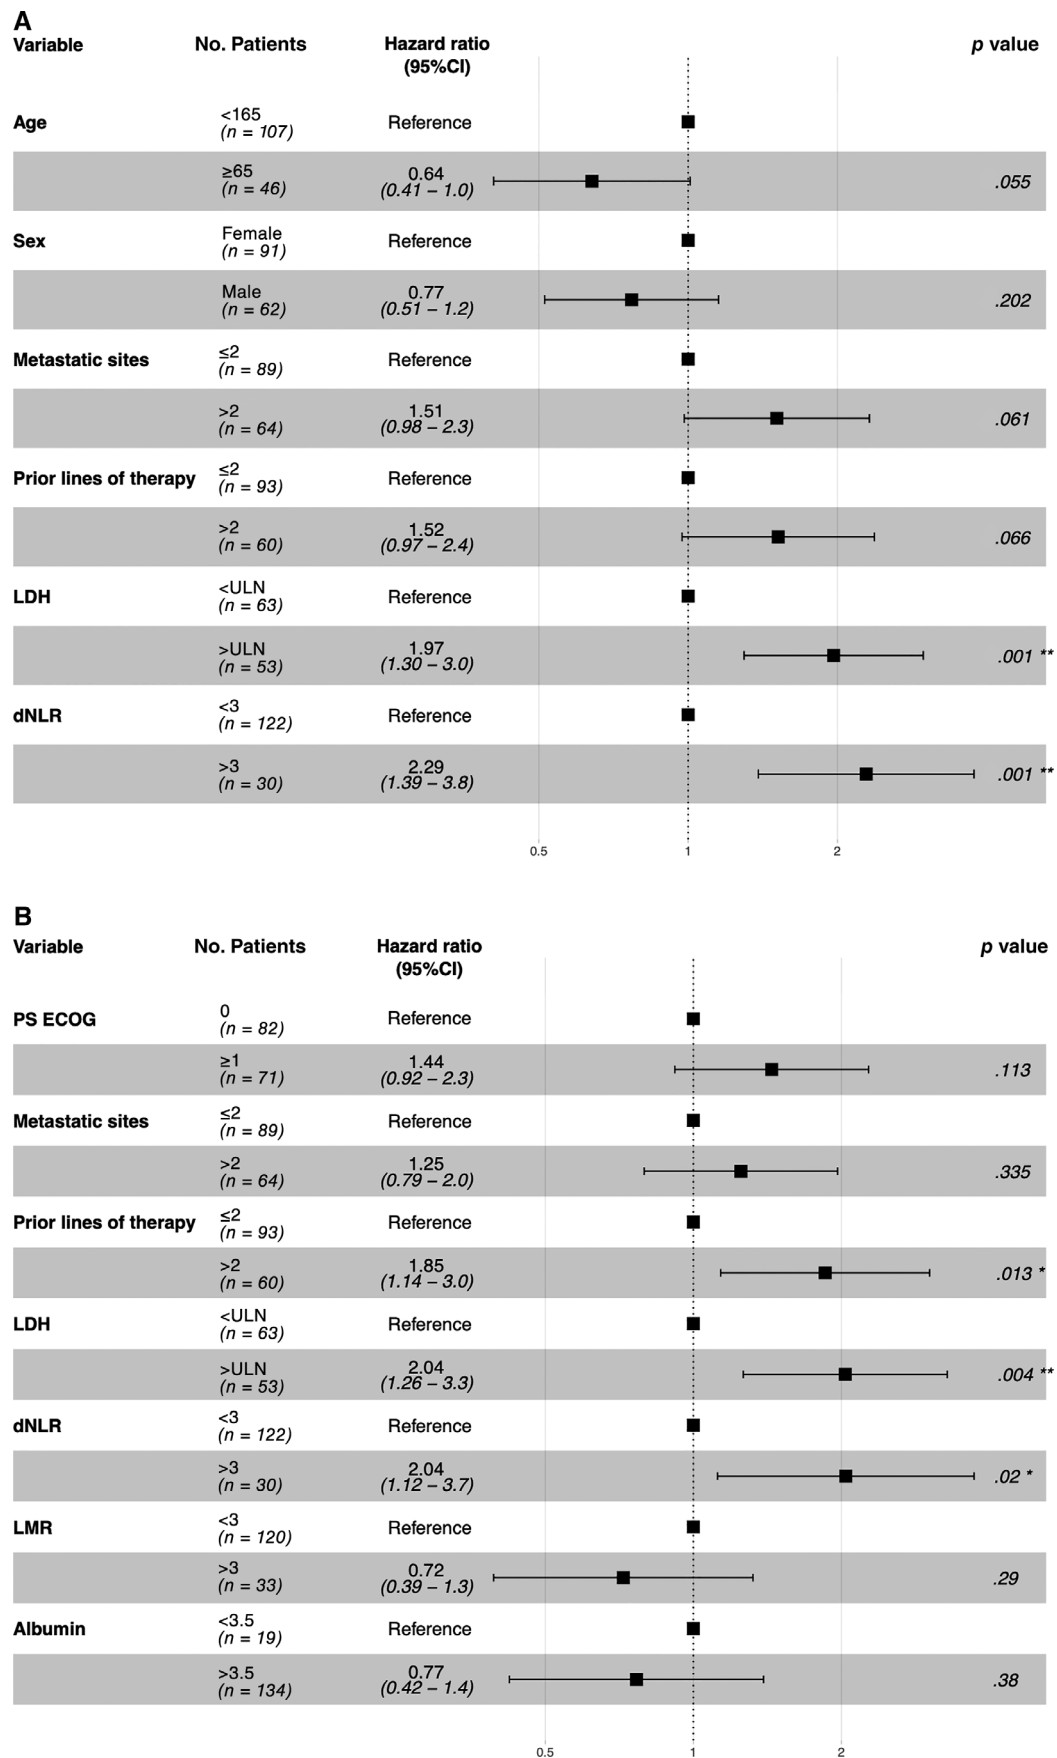 A
Variable No. Patients Hazard ratio p value
(95%CI)
Age <165 Reference
(n = 107)
≥65 0.64 .055
(n = 46) (0.41 – 1.0)
Sex Female Reference
(n = 91)
Male 0.77 .202
(n = 62) (0.51 – 1.2)
Metastatic sites ≤2 Reference
(n = 89)
>2 1.51 .061
(n = 64) (0.98 – 2.3)
Prior lines of therapy ≤2 Reference
(n = 93)
>2 1.52 .066
(n = 60) (0.97 – 2.4)
LDH <ULN Reference
(n = 63)
>ULN 1.97 .001 **
(n = 53) (1.30 – 3.0)
dNLR <3 Reference
(n = 122)
>3 2.29 .001 **
(n = 30) (1.39 – 3.8)
0.5 1 2
B
Variable No. Patients Hazard ratio p value
(95%CI)
PS ECOG 0 Reference
(n = 82)
≥1 1.44 .113
(n = 71) (0.92 – 2.3)
Metastatic sites ≤2 Reference
(n = 89)
>2 1.25 .335
(n = 64) (0.79 – 2.0)
Prior lines of therapy ≤2 Reference
(n = 93)
>2 1.85 .013 *
(n = 60) (1.14 – 3.0)
LDH <ULN Reference
(n = 63)
>ULN 2.04 .004 **
(n = 53) (1.26 – 3.3)
dNLR <3 Reference
(n = 122)
>3 2.04 .02 *
(n = 30) (1.12 – 3.7)
LMR <3 Reference
(n = 120)
>3 0.72 .29
(n = 33) (0.39 – 1.3)
Albumin <3.5 Reference
(n = 19)
>3.5 0.77 .38
(n = 134) (0.42 – 1.4)
0.5 1 2